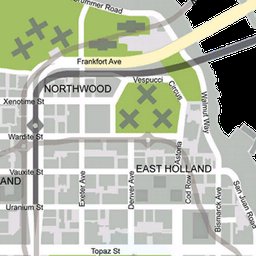 Drummer Road
Frankfort Ave
Vespucci Circus
NORTHWOOD
Xenotime St
Walnut Way
Wardite St
Astoria
EAST HOLLAND
Vauxite St
AND
Exeter Ave
Denver Ave
Cod Row
Bismarck Ave
San Juan Road
Uranium St
Topaz St